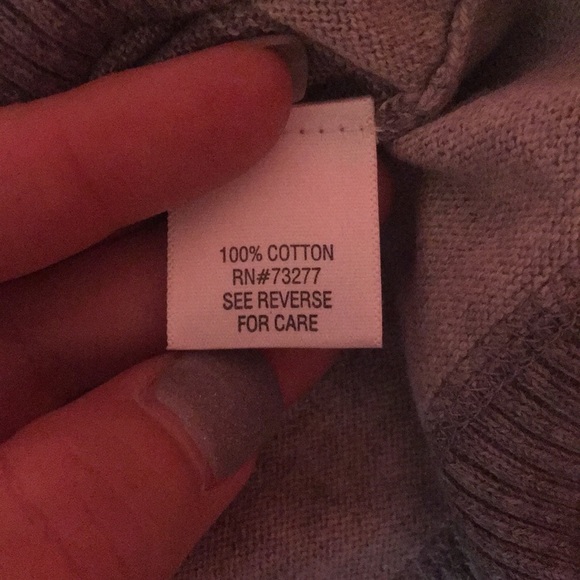 100% COTTON
RN#73277
SEE REVERSE
FOR CARE